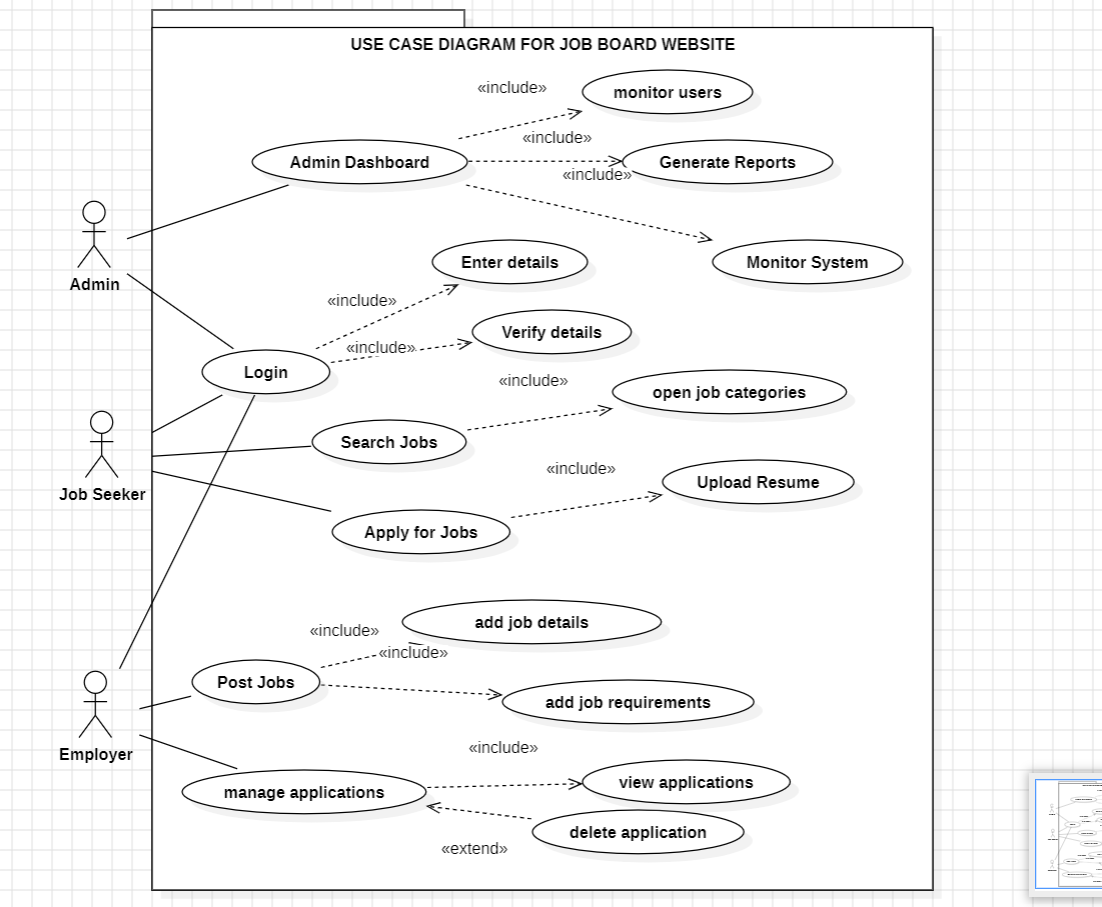 USE CASE DIAGRAM FOR JOB BOARD WEBSITE
«include»
monitor users
«include»
Admin Dashboard
Generate Reports
«include»
Admin
Enter details
Monitor System
«include»
Verify details
«include»
Login
«include»
open job categories
Search Jobs
«include»
Upload Resume
Job Seeker
Apply for Jobs
add job details
«include»
«include»
Post Jobs
add job requirements
Employer
«include»
view applications
manage applications
delete application
«extend»